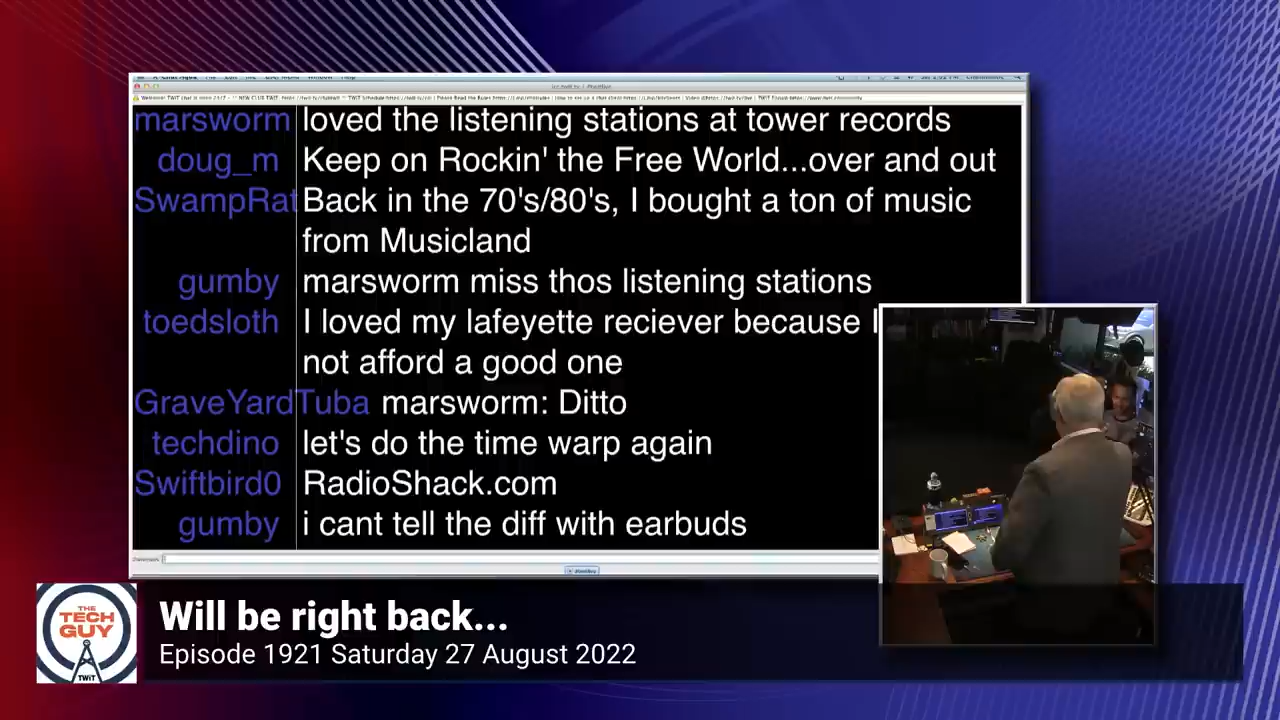 marsworm loved the listening stations at tower records
doug_m Keep on Rockin' the Free World...over and out
SwampRat Back in the 70's/80's, I bought a ton of music
from Musicland
gumby marsworm miss thos listening stations
toedsloth I loved my lafeyette reciever because I
not afford a good one
GraveYardTuba marsworm: Ditto
techdino let's do the time warp again
Swiftbird0 RadioShack.com
gumby i cant tell the diff with earbuds
THE
TECH
GUY
TWiT
Will be right back...
Episode 1921 Saturday 27 August 2022